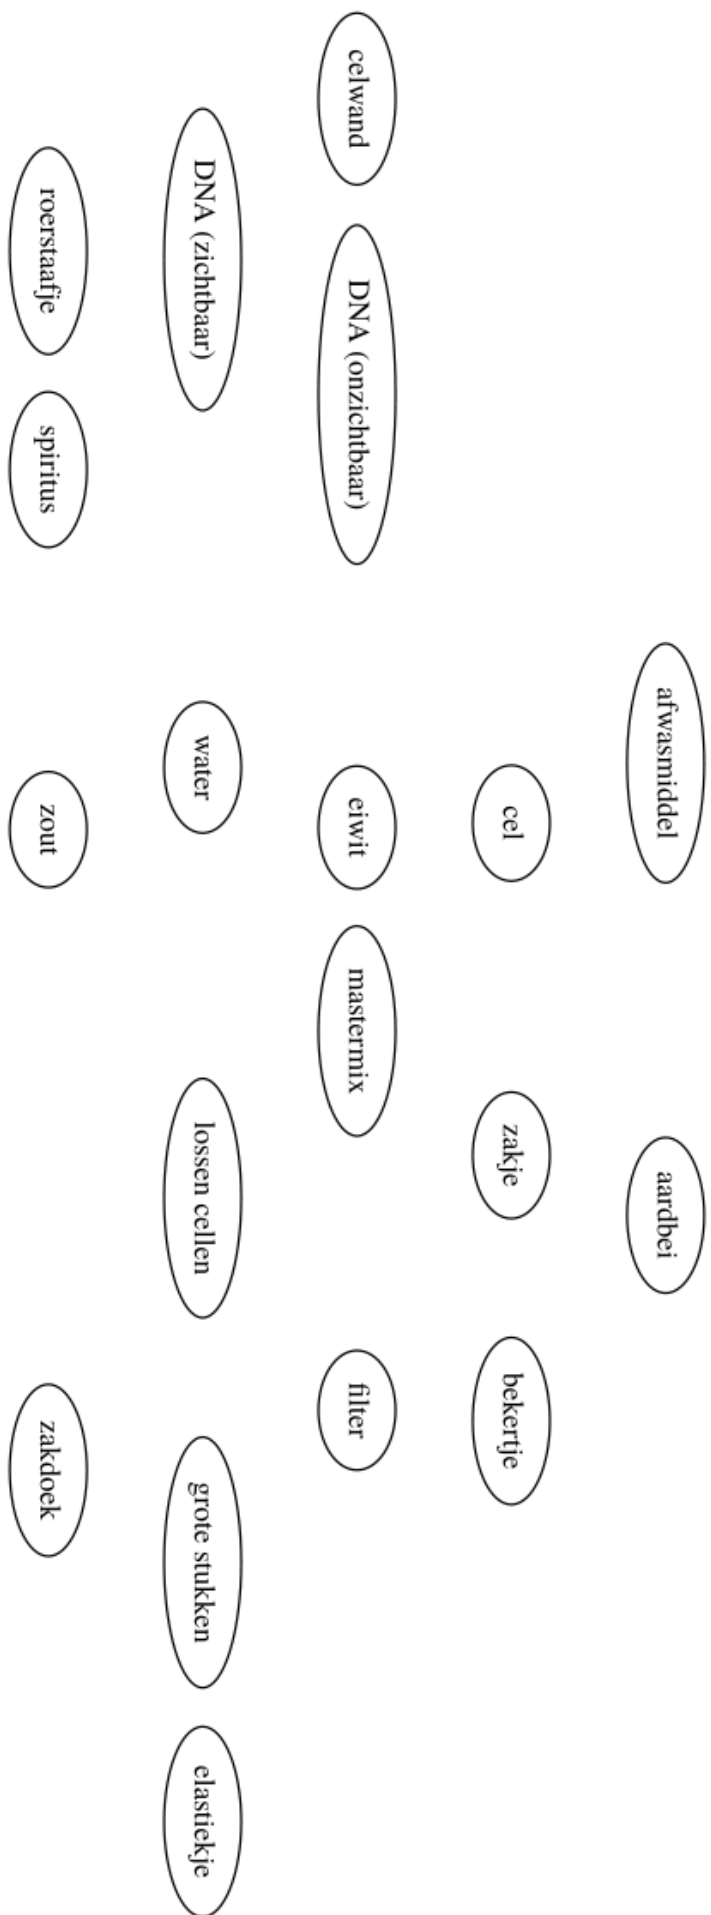 afwasmiddel
aardbei
cel
zakje
bekertje
celwand
DNA (onzichtbaar)
eiwit
mastermix
filter
DNA (zichtbaar)
water
lossen cellen
grote stukken
elastiekje
roerstaafje
spiritus
zout
zakdoek